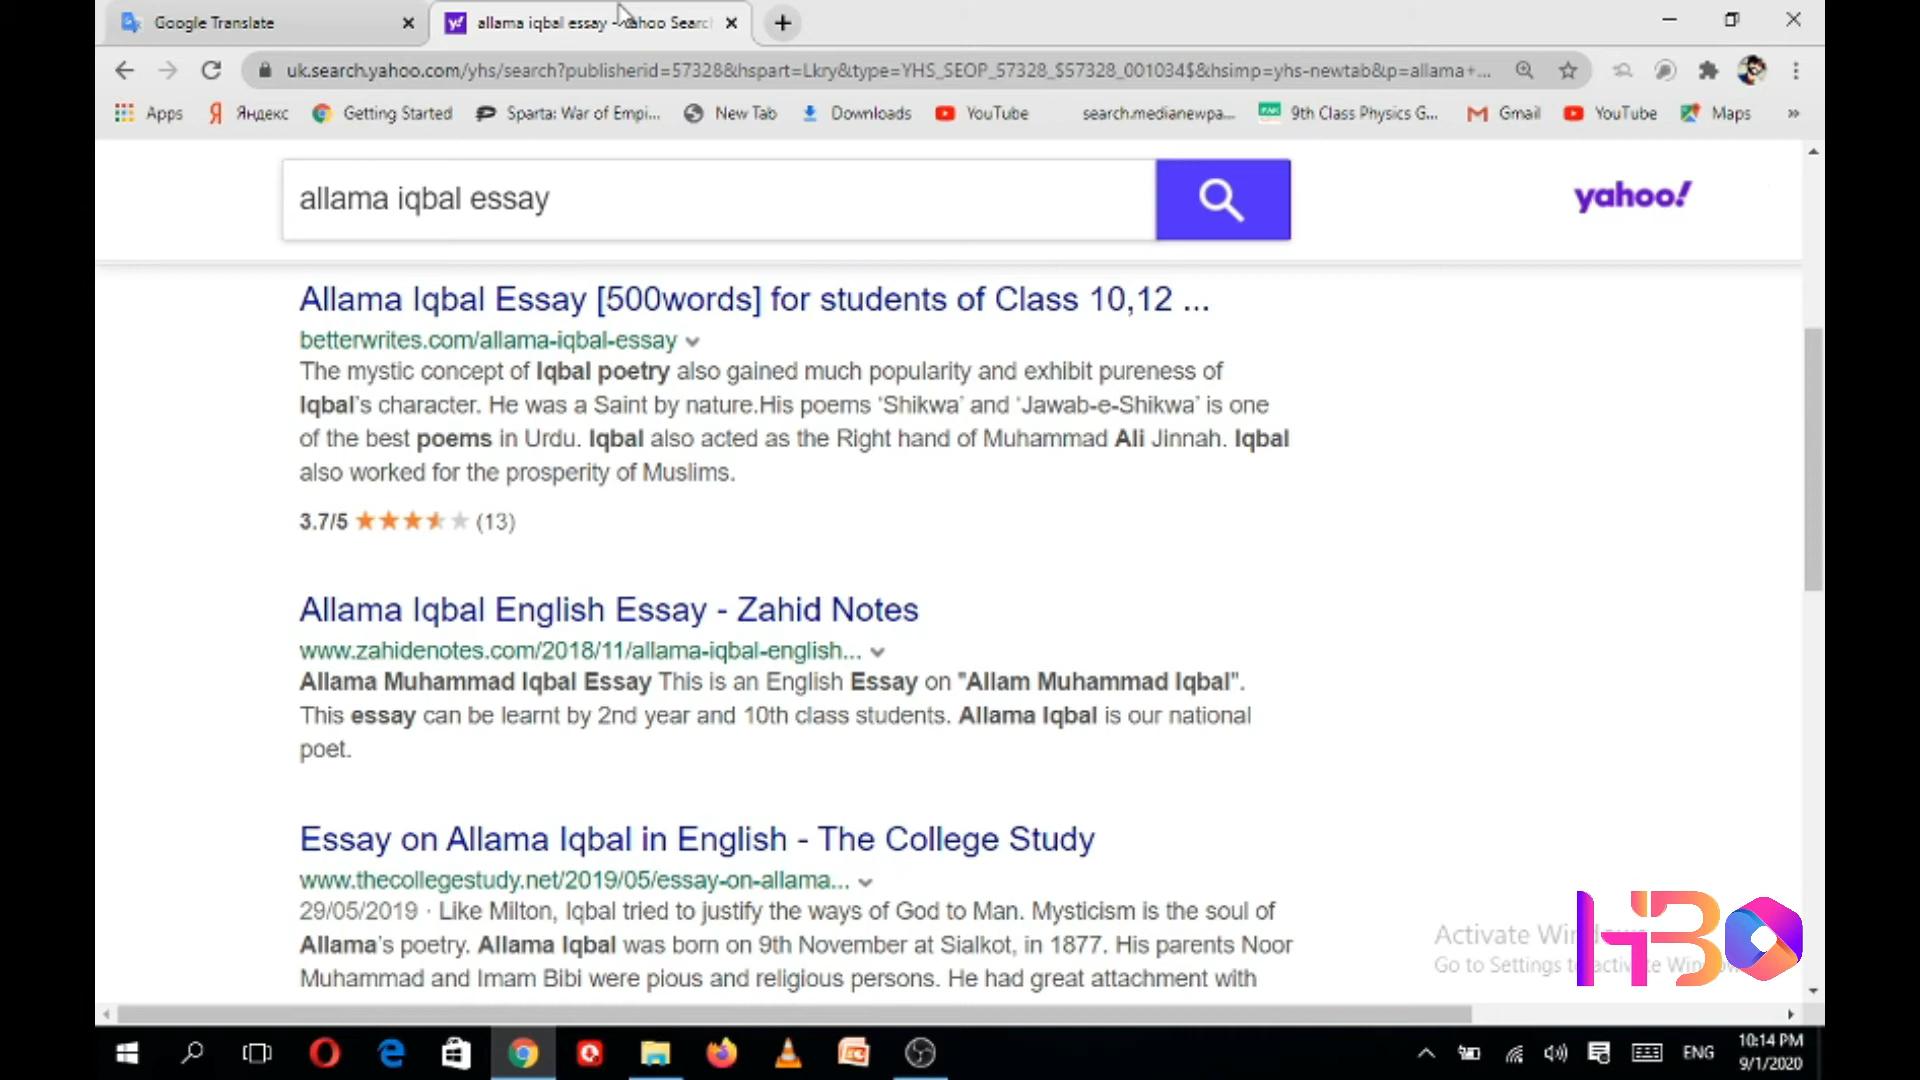 Google Translate
allama iqbal essay - Yahoo Searc
uk.search.yahoo.com/yhs/search?publisherid=57328&hspart=Lkry&type=YHS_SEOP_57328_$57328_001034$&hsimp=yhs-newtab&p=allama+...
Apps Яндекс Getting Started Sparta: War of Empi... New Tab Downloads YouTube search.medianewpa... 9th Class Physics G... Gmail YouTube Maps »
allama iqbal essay
yahoo!
Allama Iqbal Essay [500words] for students of Class 10,12 ...
betterwrites.com/allama-iqbal-essay
The mystic concept of Iqbal poetry also gained much popularity and exhibit pureness of
Iqbal's character. He was a Saint by nature.His poems ‘Shikwa’ and ‘Jawab-e-Shikwa’ is one
of the best poems in Urdu. Iqbal also acted as the Right hand of Muhammad Ali Jinnah. Iqbal
also worked for the prosperity of Muslims.
3.7/5 (13)
Allama Iqbal English Essay - Zahid Notes
www.zahidenotes.com/2018/11/allama-iqbal-english...
Allama Muhammad Iqbal Essay This is an English Essay on "Allam Muhammad Iqbal".
This essay can be learnt by 2nd year and 10th class students. Allama Iqbal is our national
poet.
Essay on Allama Iqbal in English - The College Study
www.thecollegestudy.net/2019/05/essay-on-allama...
29/05/2019 · Like Milton, Iqbal tried to justify the ways of God to Man. Mysticism is the soul of
Allama's poetry. Allama Iqbal was born on 9th November at Sialkot, in 1877. His parents Noor
Muhammad and Imam Bibi were pious and religious persons. He had great attachment with
Activate Windows
Go to Settings to activate Windows
ENG
10:14 PM
9/1/2020